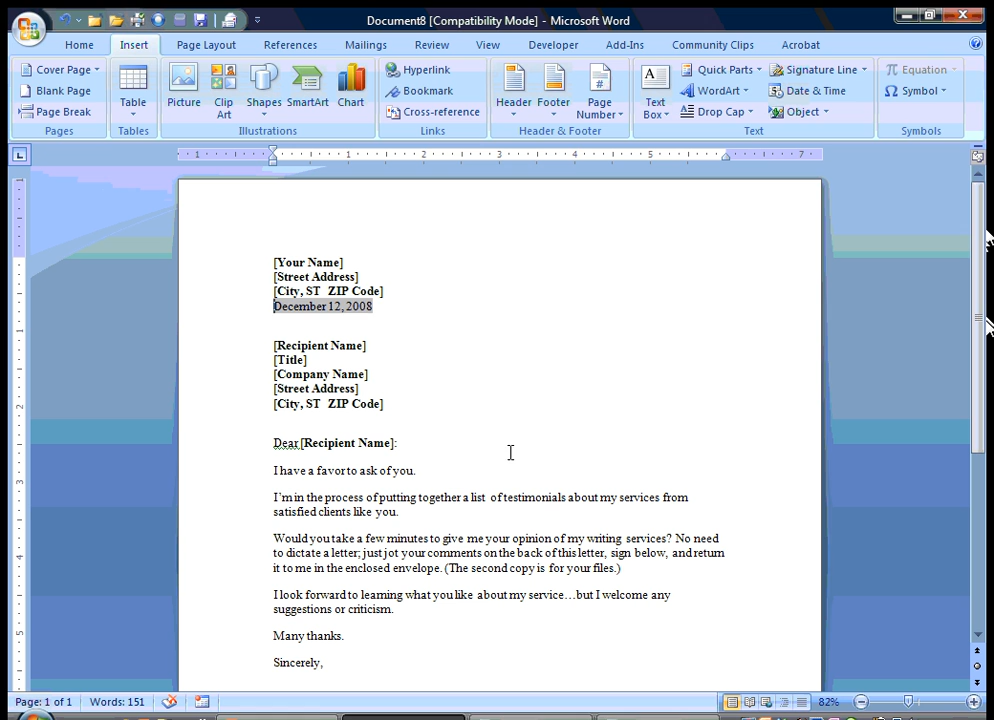 Document8 [Compatibility Mode] - Microsoft Word
Home Insert Page Layout References Mailings Review View Developer Add-Ins Community Clips Acrobat
Cover Page
Blank Page
Page Break
Pages
Table
Tables
Picture
Clip
Art
Shapes
SmartArt
Chart
Illustrations
Hyperlink
Bookmark
Cross-reference
Links
Header
Footer
Page
Number
Header & Footer
Text
Box
Quick Parts
WordArt
Drop Cap
Signature Line
Date & Time
Object
Text
Equation
Symbol
Symbols
1 1 2 3 4 5 7
[Your Name]
[Street Address]
[City, ST ZIP Code]
December 12, 2008
[Recipient Name]
[Title]
[Company Name]
[Street Address]
[City, ST ZIP Code]
Dear [Recipient Name]:
I have a favor to ask of you.
I'm in the process of putting together a list of testimonials about my services from
satisfied clients like you.
Would you take a few minutes to give me your opinion of my writing services? No need
to dictate a letter; just jot your comments on the back of this letter, sign below, and return
it to me in the enclosed envelope. (The second copy is for your files.)
I look forward to learning what you like about my service…but I welcome any
suggestions or criticism.
Many thanks.
Sincerely,
Page: 1 of 1 Words: 151 82%